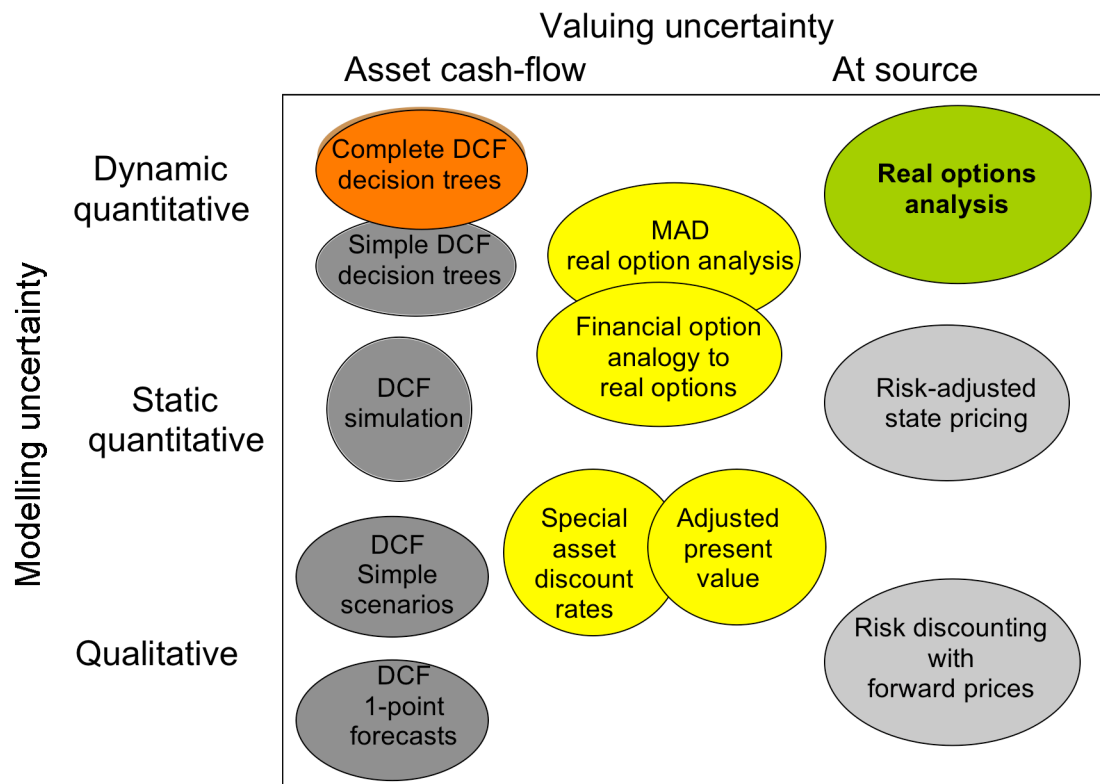 Valuing uncertainty
Asset cash-flow
At source
Modelling uncertainty
Dynamic
quantitative
Complete DCF
decision trees
Simple DCF
decision trees
MAD
real option analysis
Real options
analysis
Static
quantitative
DCF
simulation
Financial option
analogy to
real options
Risk-adjusted
state pricing
Qualitative
DCF
Simple
scenarios
Special
asset
discount
rates
Adjusted
present
value
DCF
1-point
forecasts
Risk discounting
with
forward prices